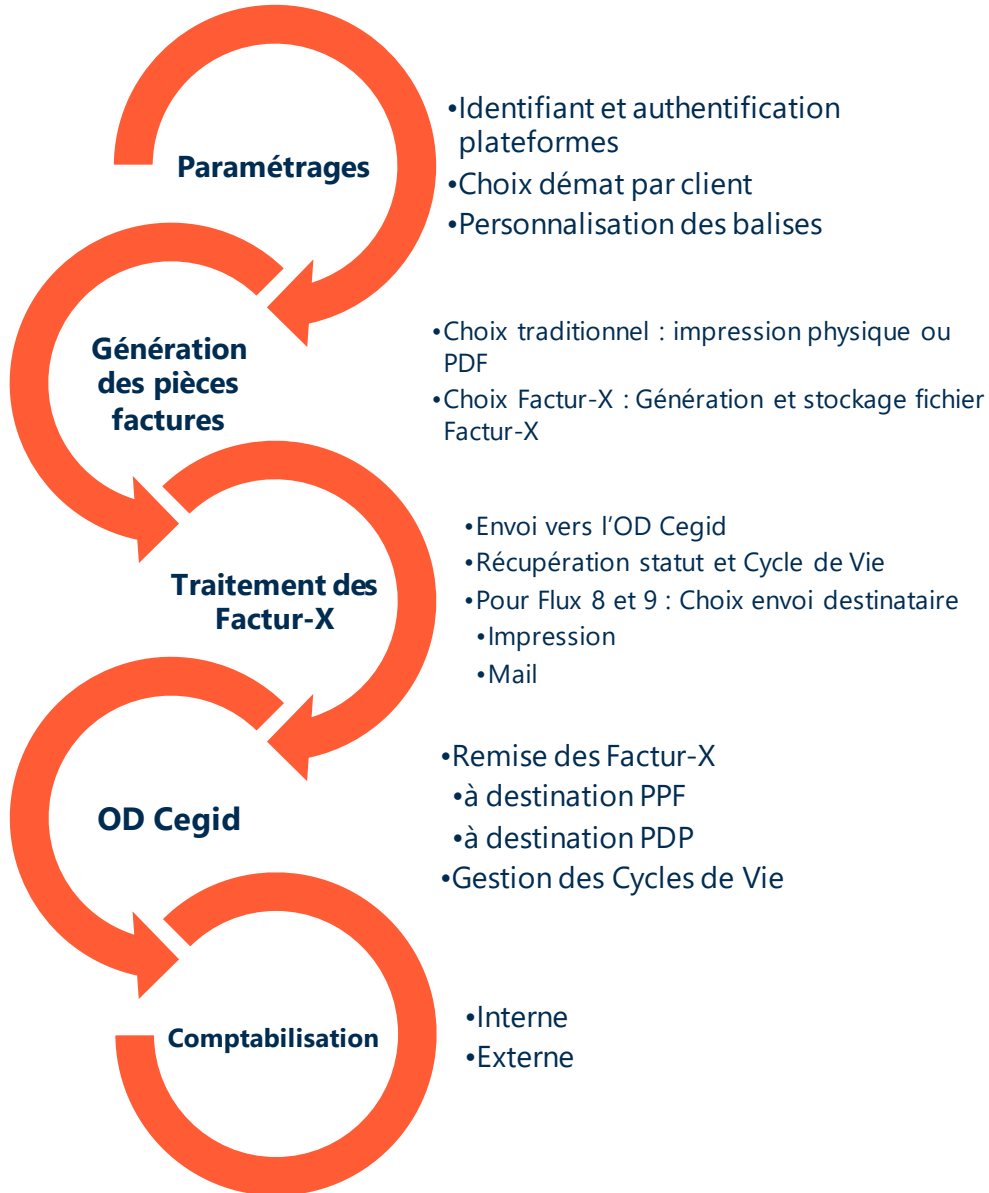 Paramétrages
•Identifiant et authentification
plateformes
•Choix démat par client
•Personnalisation des balises
Génération
des pièces
factures
•Choix traditionnel : impression physique ou
PDF
•Choix Factur-X : Génération et stockage fichier
Factur-X
Traitement des
Factur-X
•Envoi vers l’OD Cegid
•Récupération statut et Cycle de Vie
•Pour Flux 8 et 9 : Choix envoi destinataire
•Impression
•Mail
OD Cegid
•Remise des Factur-X
•à destination PPF
•à destination PDP
•Gestion des Cycles de Vie
Comptabilisation
•Interne
•Externe